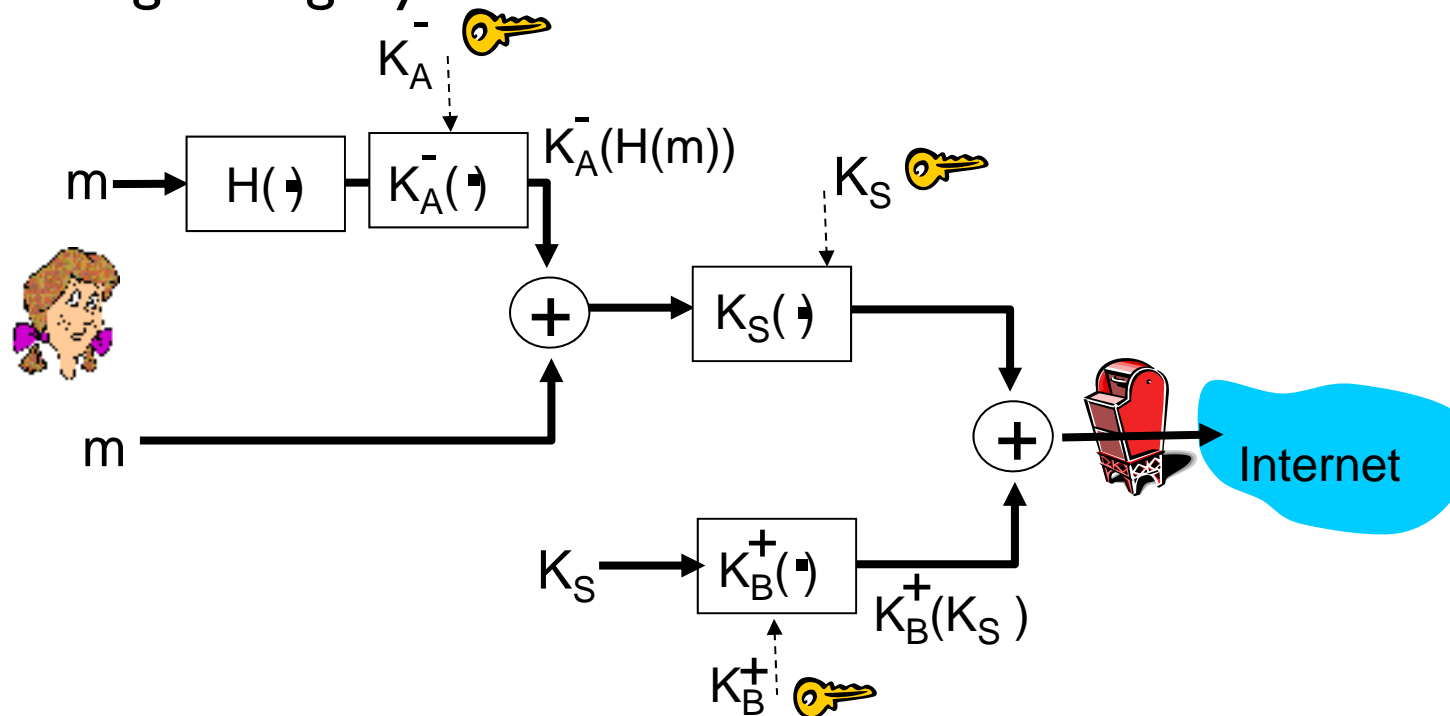 K_A^-
K_A^-(H(m))
m H(·) K_A^-(·)
K_S
+ K_S(·)
m
+ Internet
K_S K_B^+(·)
K_B^+(K_S )
K_B^+